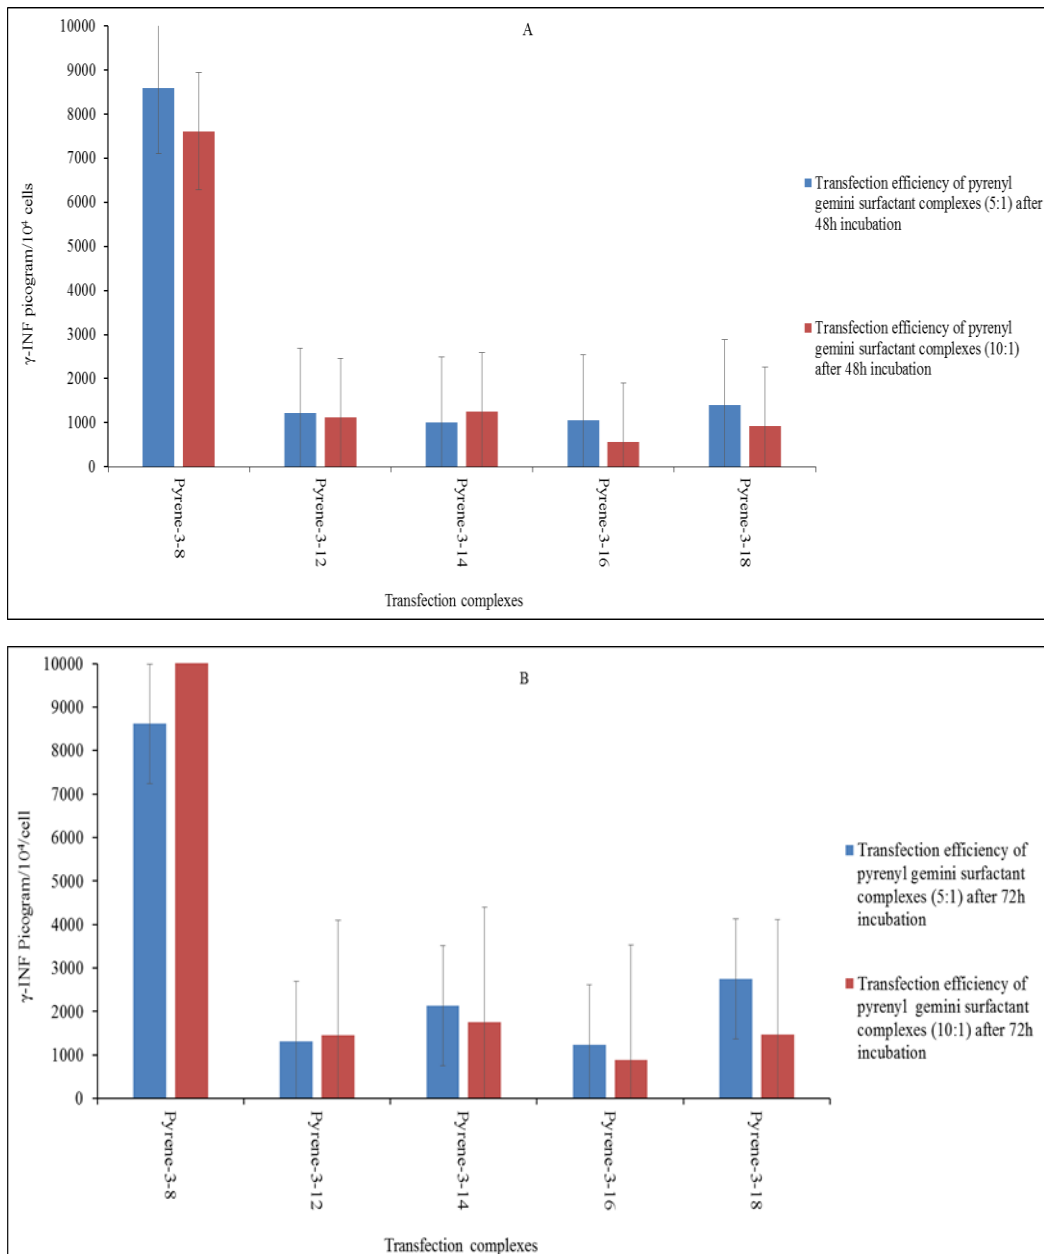 A
10000
9000
8000
7000
6000
5000
4000
3000
2000
1000
0
γ-INF picogram/10⁴ cells
Pyrene-3-8
Pyrene-3-12
Pyrene-3-14
Pyrene-3-16
Pyrene-3-18
Transfection complexes
Transfection efficiency of pyrenyl
gemini surfactant complexes (5:1) after
48h incubation
Transfection efficiency of pyrenyl
gemini surfactant complexes (10:1)
after 48h incubation
B
10000
9000
8000
7000
6000
5000
4000
3000
2000
1000
0
γ-INF Picogram/10⁴/cell
Pyrene-3-8
Pyrene-3-12
Pyrene-3-14
Pyrene-3-16
Pyrene-3-18
Transfection complexes
Transfection efficiency of
pyrenyl gemini surfactant
complexes (5:1) after 72h
incubation
Transfection efficiency of
pyrenyl gemini surfactant
complexes (10:1) after 72h
incubation